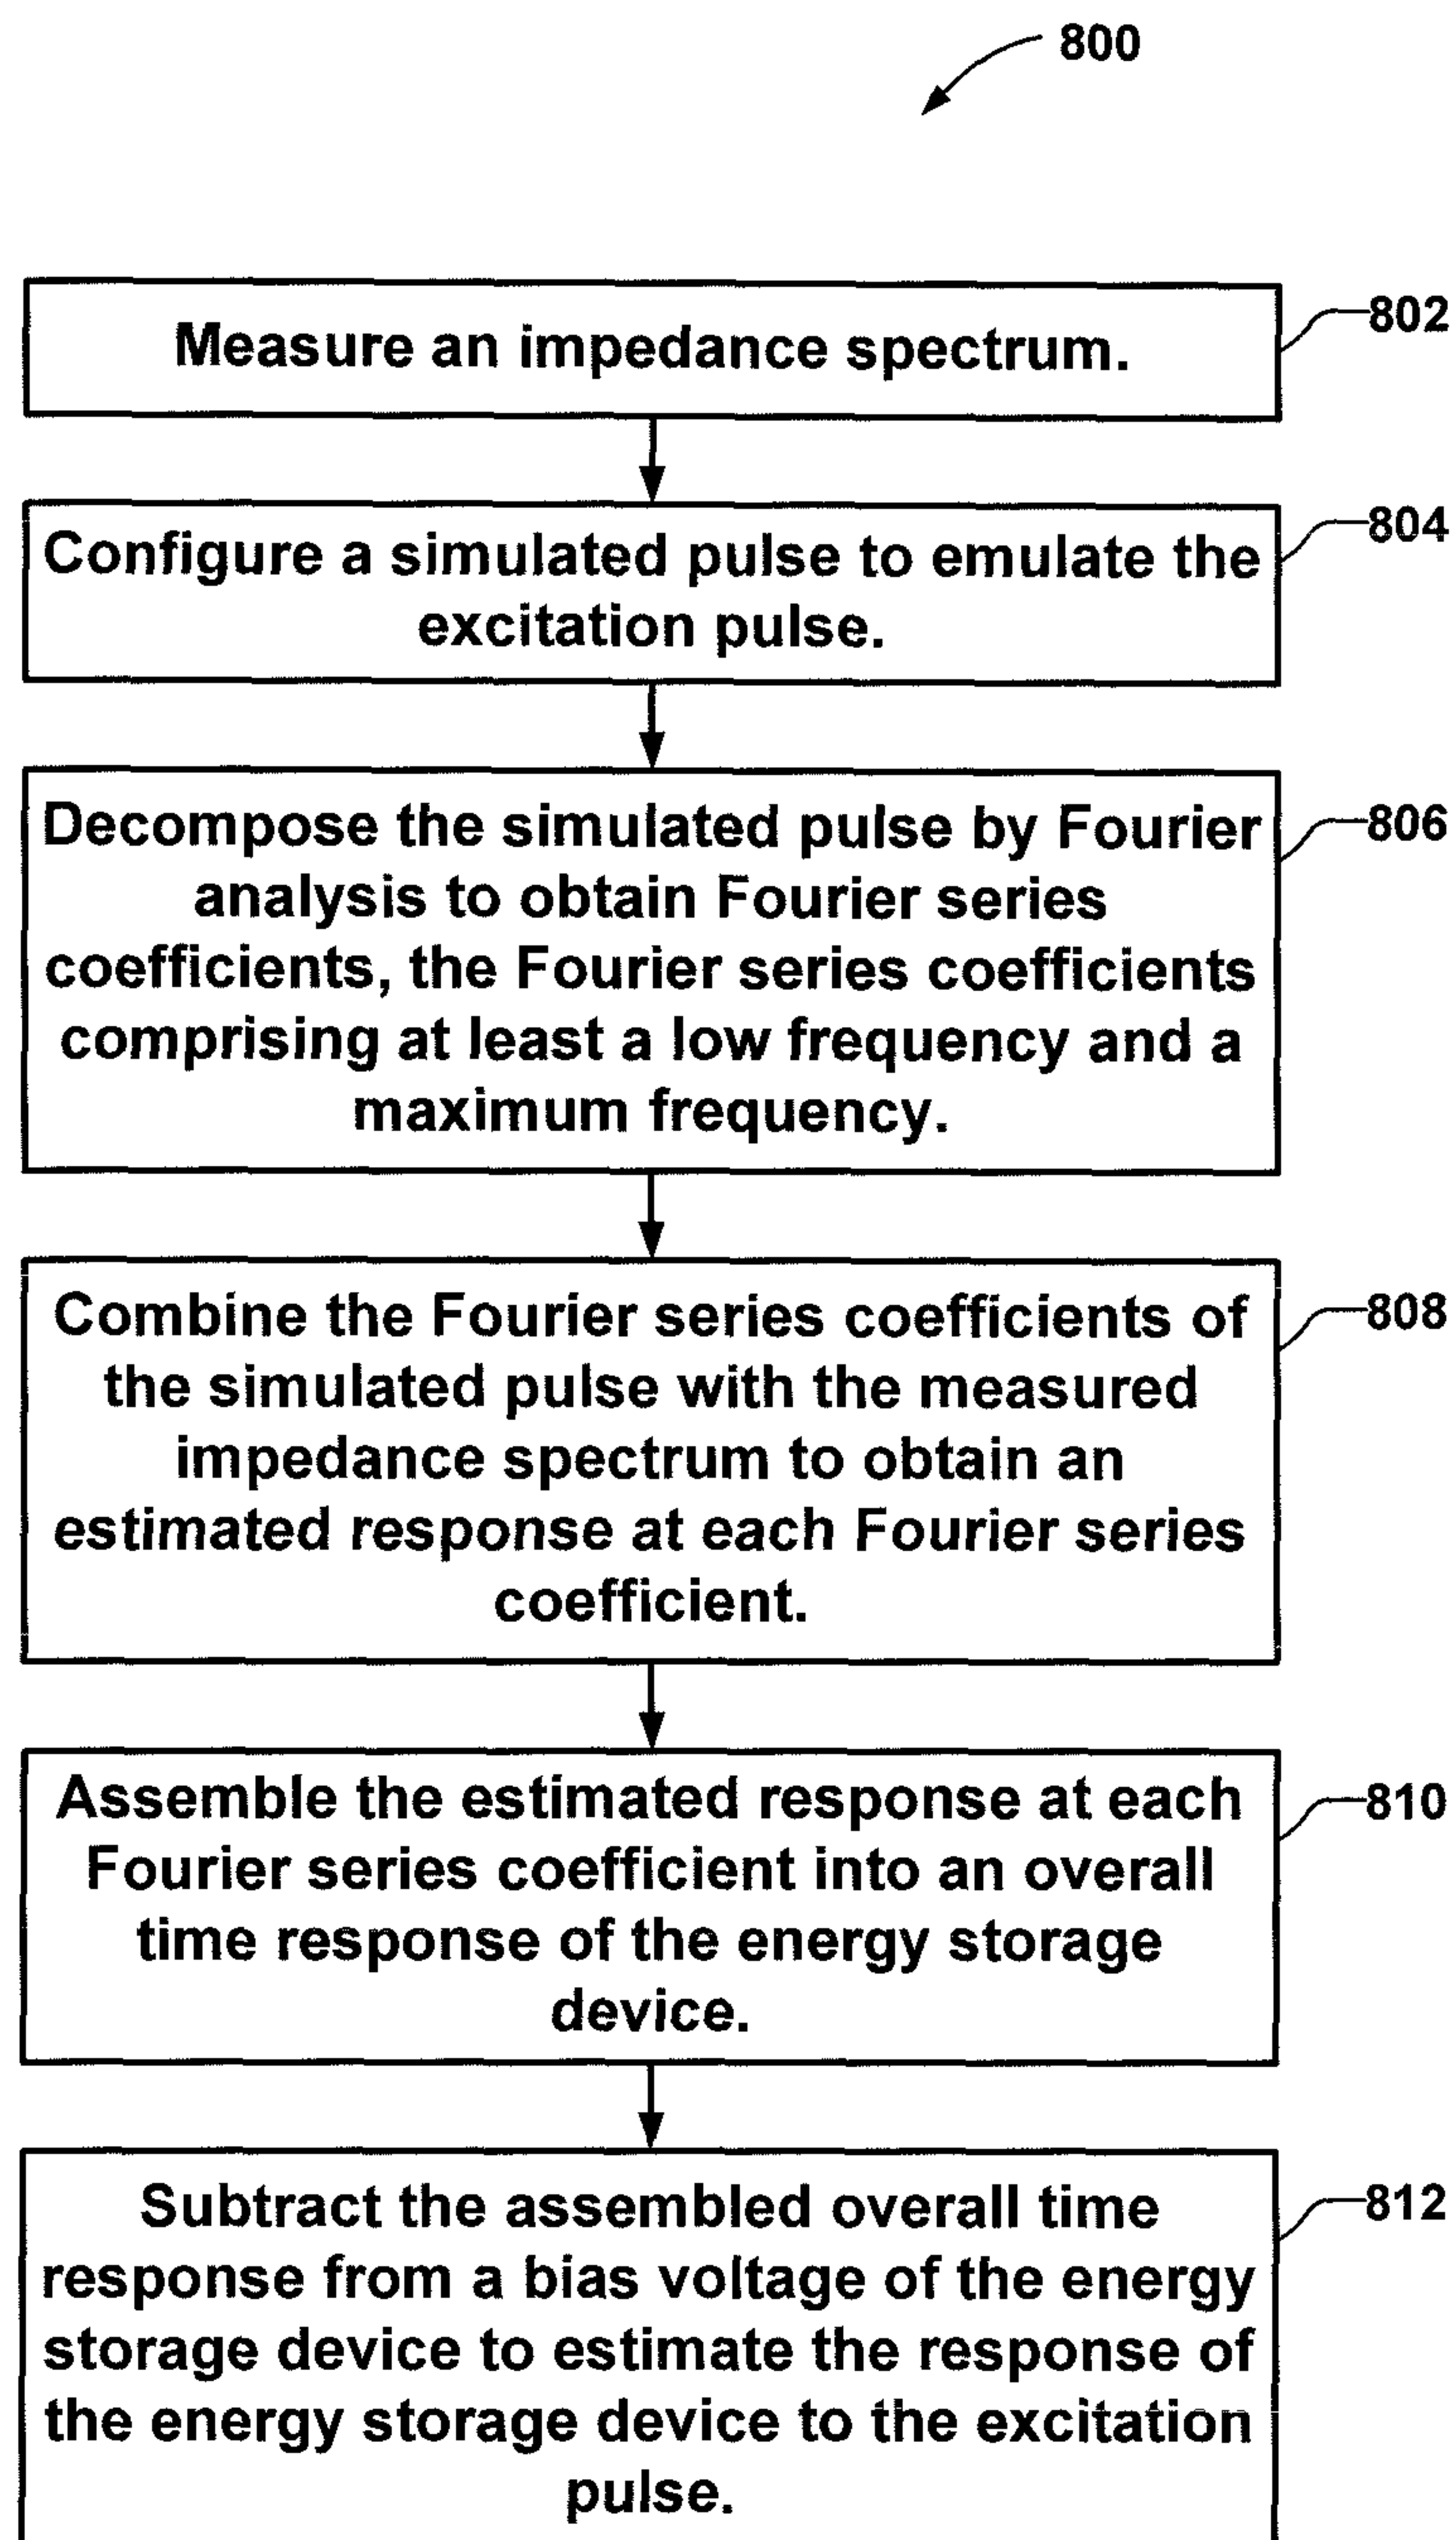 800
Measure an impedance spectrum.
802
Configure a simulated pulse to emulate the
excitation pulse.
804
Decompose the simulated pulse by Fourier
analysis to obtain Fourier series
coefficients, the Fourier series coefficients
comprising at least a low frequency and a
maximum frequency.
806
Combine the Fourier series coefficients of
the simulated pulse with the measured
impedance spectrum to obtain an
estimated response at each Fourier series
coefficient.
808
Assemble the estimated response at each
Fourier series coefficient into an overall
time response of the energy storage
device.
810
Subtract the assembled overall time
response from a bias voltage of the energy
storage device to estimate the response of
the energy storage device to the excitation
pulse.
812